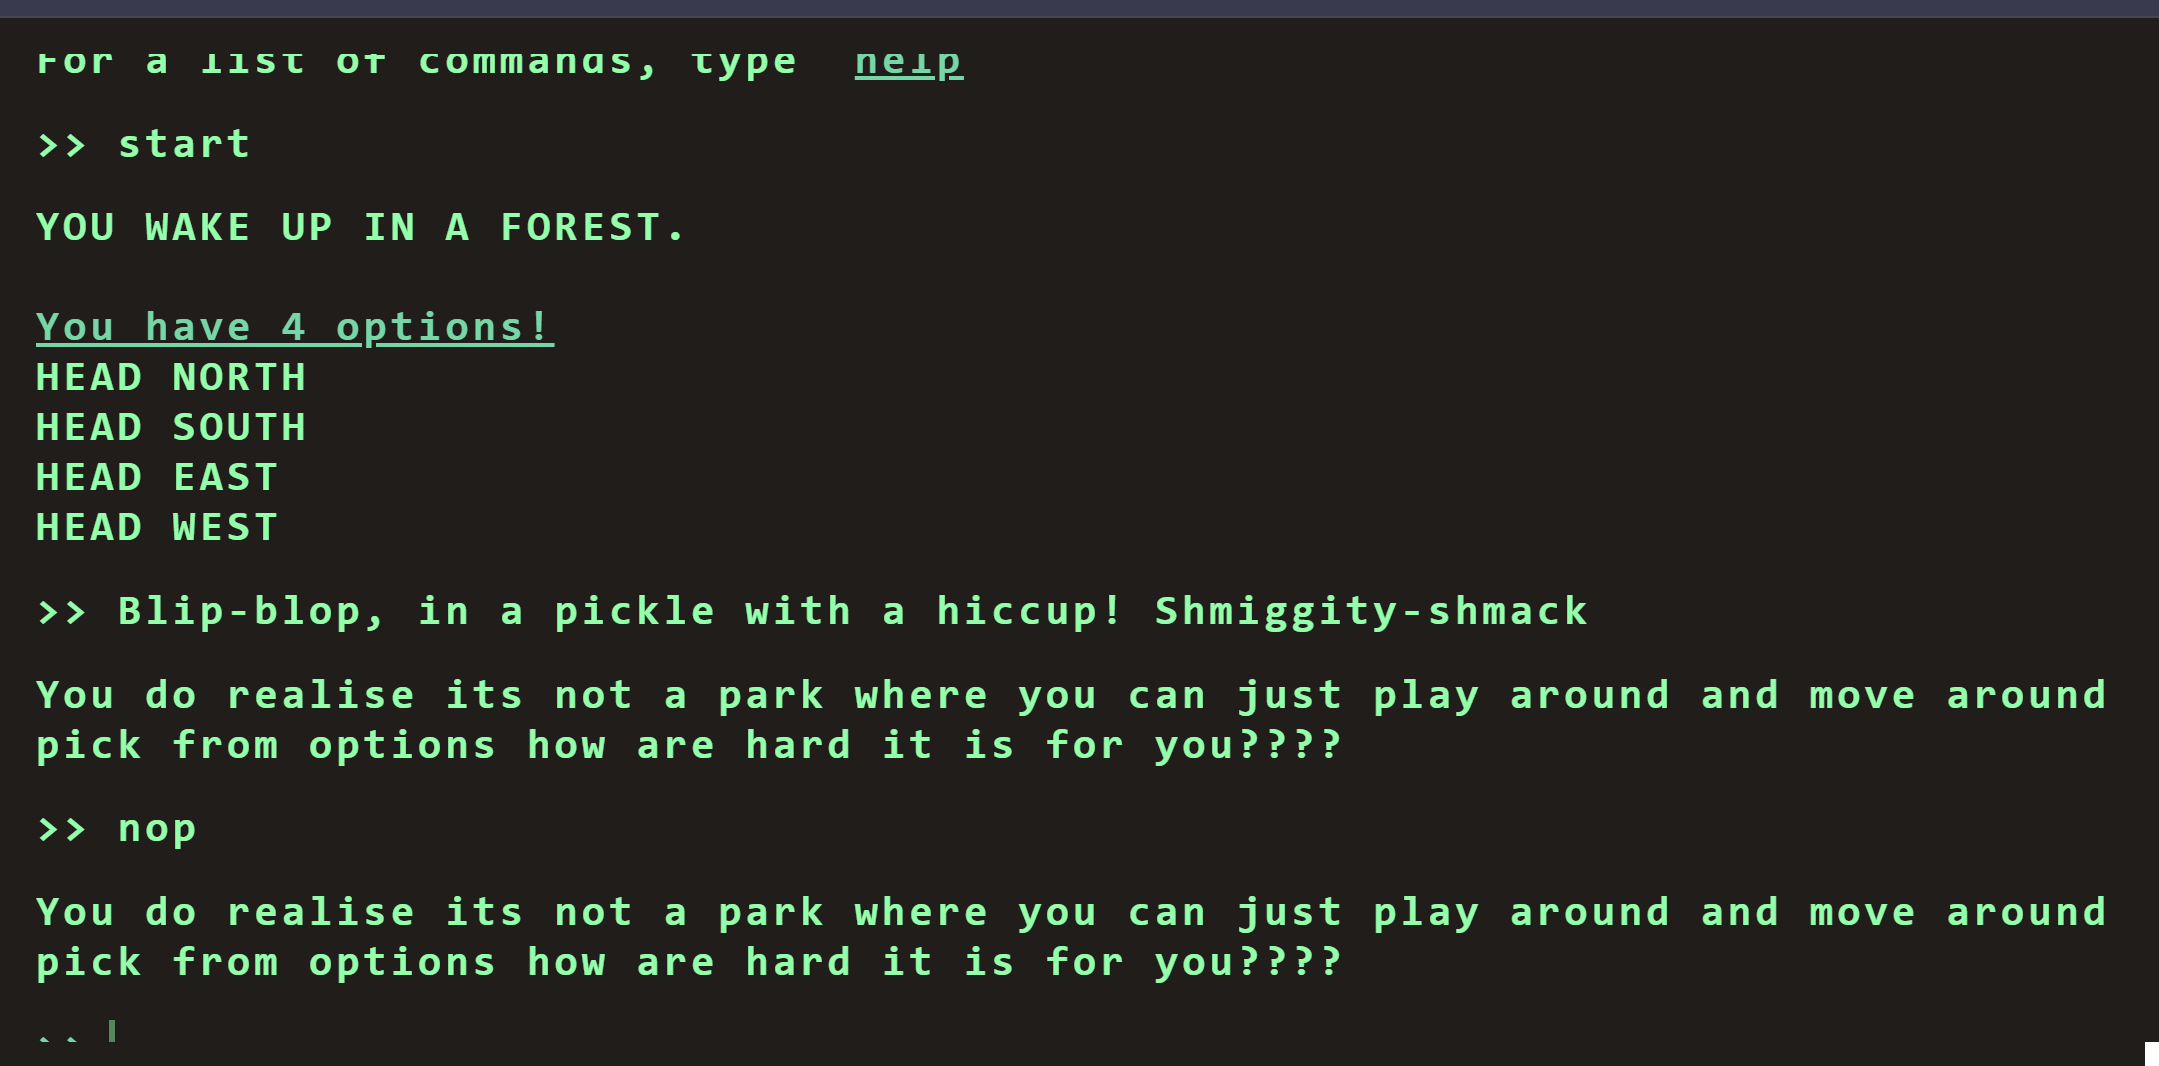 For a list of commands, type help
>> start
YOU WAKE UP IN A FOREST.
You have 4 options!
HEAD NORTH
HEAD SOUTH
HEAD EAST
HEAD WEST
>> Blip-blop, in a pickle with a hiccup! Shmiggity-shmack
You do realise its not a park where you can just play around and move around
pick from options how are hard it is for you????
>> nop
You do realise its not a park where you can just play around and move around
pick from options how are hard it is for you????
>>